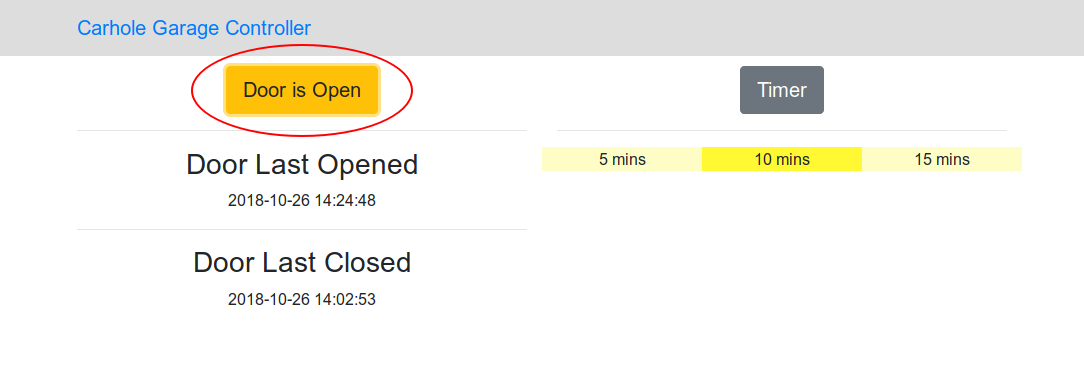 Carhole Garage Controller
Door is Open
Door Last Opened
2018-10-26 14:24:48
Door Last Closed
2018-10-26 14:02:53
Timer
5 mins 10 mins 15 mins